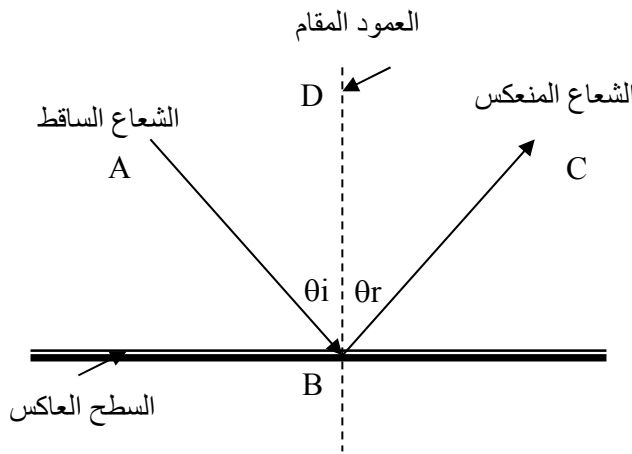 العمود المقام
D
الشعاع المنعكس
الشعاع الساقط
A
C
θi
θr
B
السطح العاكس